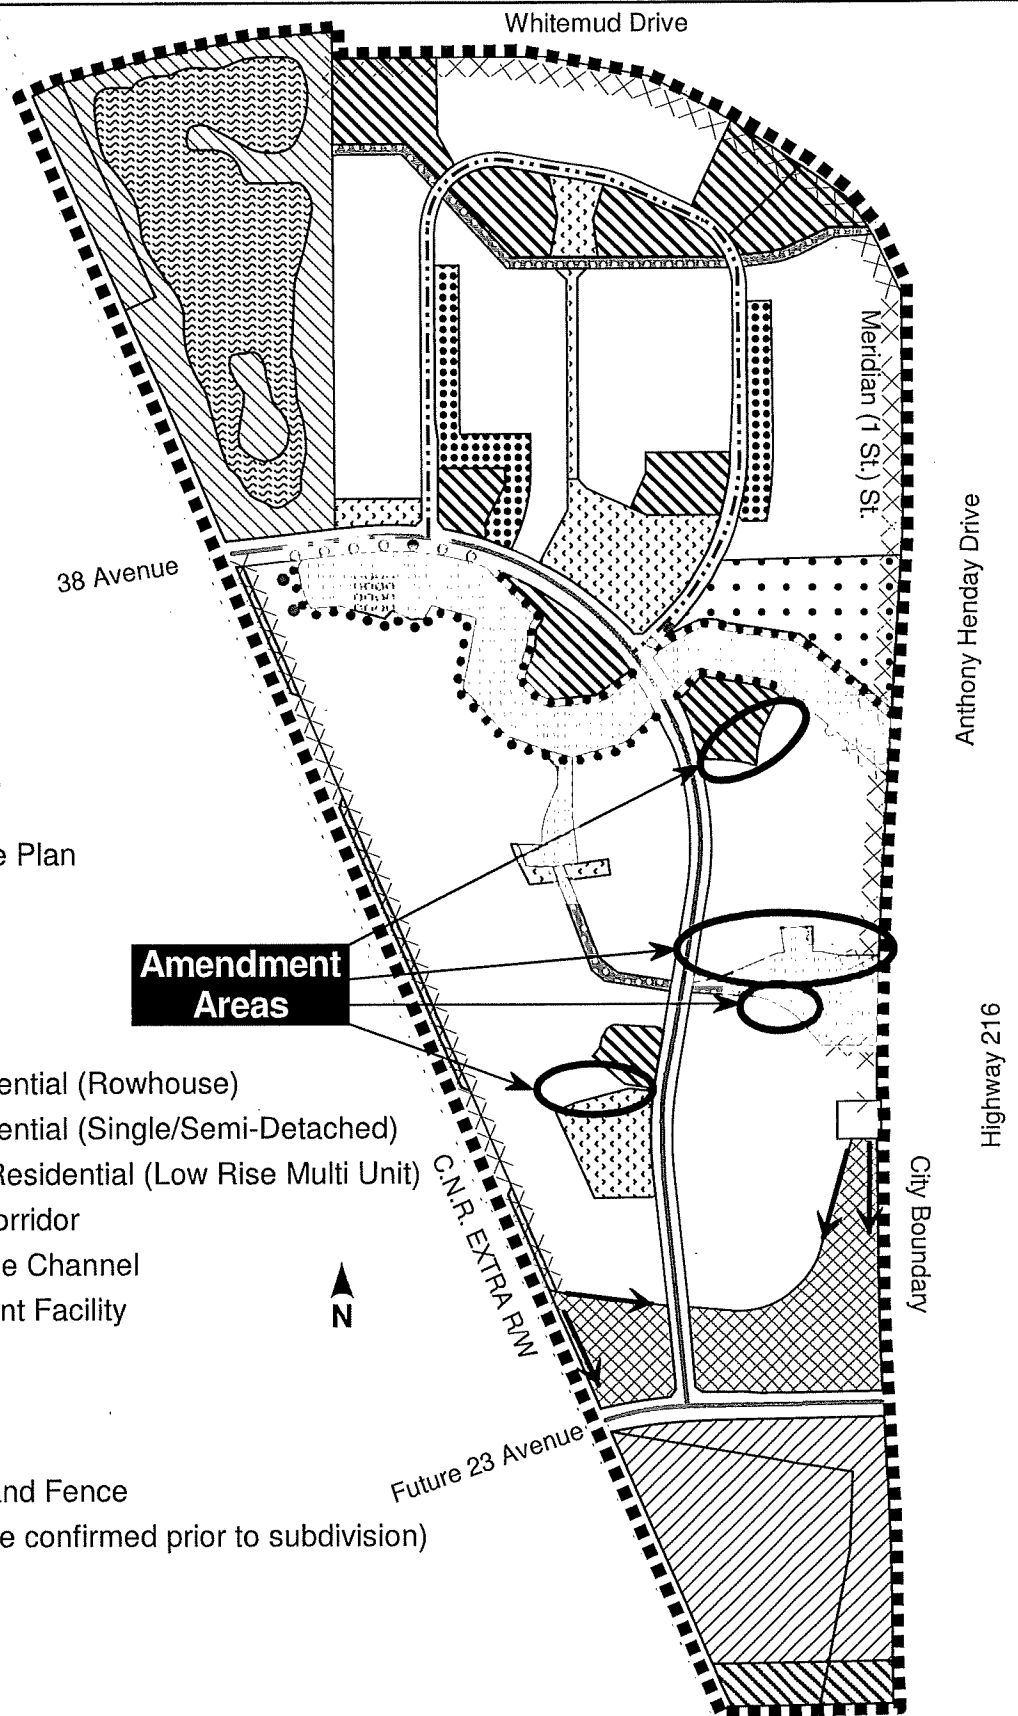 Whitemud Drive
Meridian (1 St.) St.
38 Avenue
Anthony Henday Drive
e Plan
Amendment
Areas
Highway 216
ential (Rowhouse)
ential (Single/Semi-Detached)
Residential (Low Rise Multi Unit)
orridor
e Channel
nt Facility
N
C.N.R. EXTRA R/W
City Boundary
Future 23 Avenue
and Fence
e confirmed prior to subdivision)